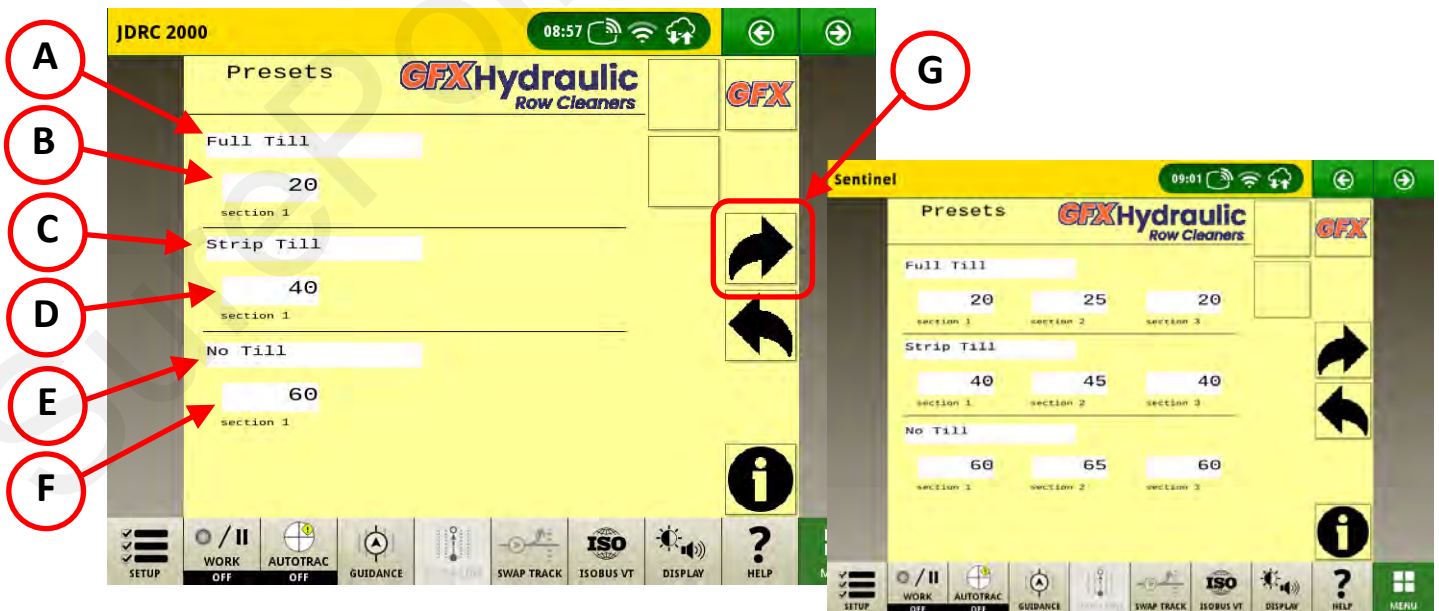 A
B
C
D
E
F
G
JDRC 2000
08:57
Presets
GFX Hydraulic
Row Cleaners
GFX
Full Till
20
section 1
Strip Till
40
section 1
No Till
60
section 1
SETUP
WORK
OFF
AUTOTRAC
OFF
GUIDANCE
SWAP TRACK
ISO
ISOBUS VT
DISPLAY
?
HELP
Sentinel
09:01
Presets
GFX Hydraulic
Row Cleaners
GFX
Full Till
20 25 20
section 1 section 2 section 3
Strip Till
40 45 40
section 1 section 2 section 3
No Till
60 65 60
section 1 section 2 section 3
SETUP
WORK
OFF
AUTOTRAC
OFF
GUIDANCE
SWAP TRACK
ISO
ISOBUS VT
DISPLAY
?
HELP
MENU